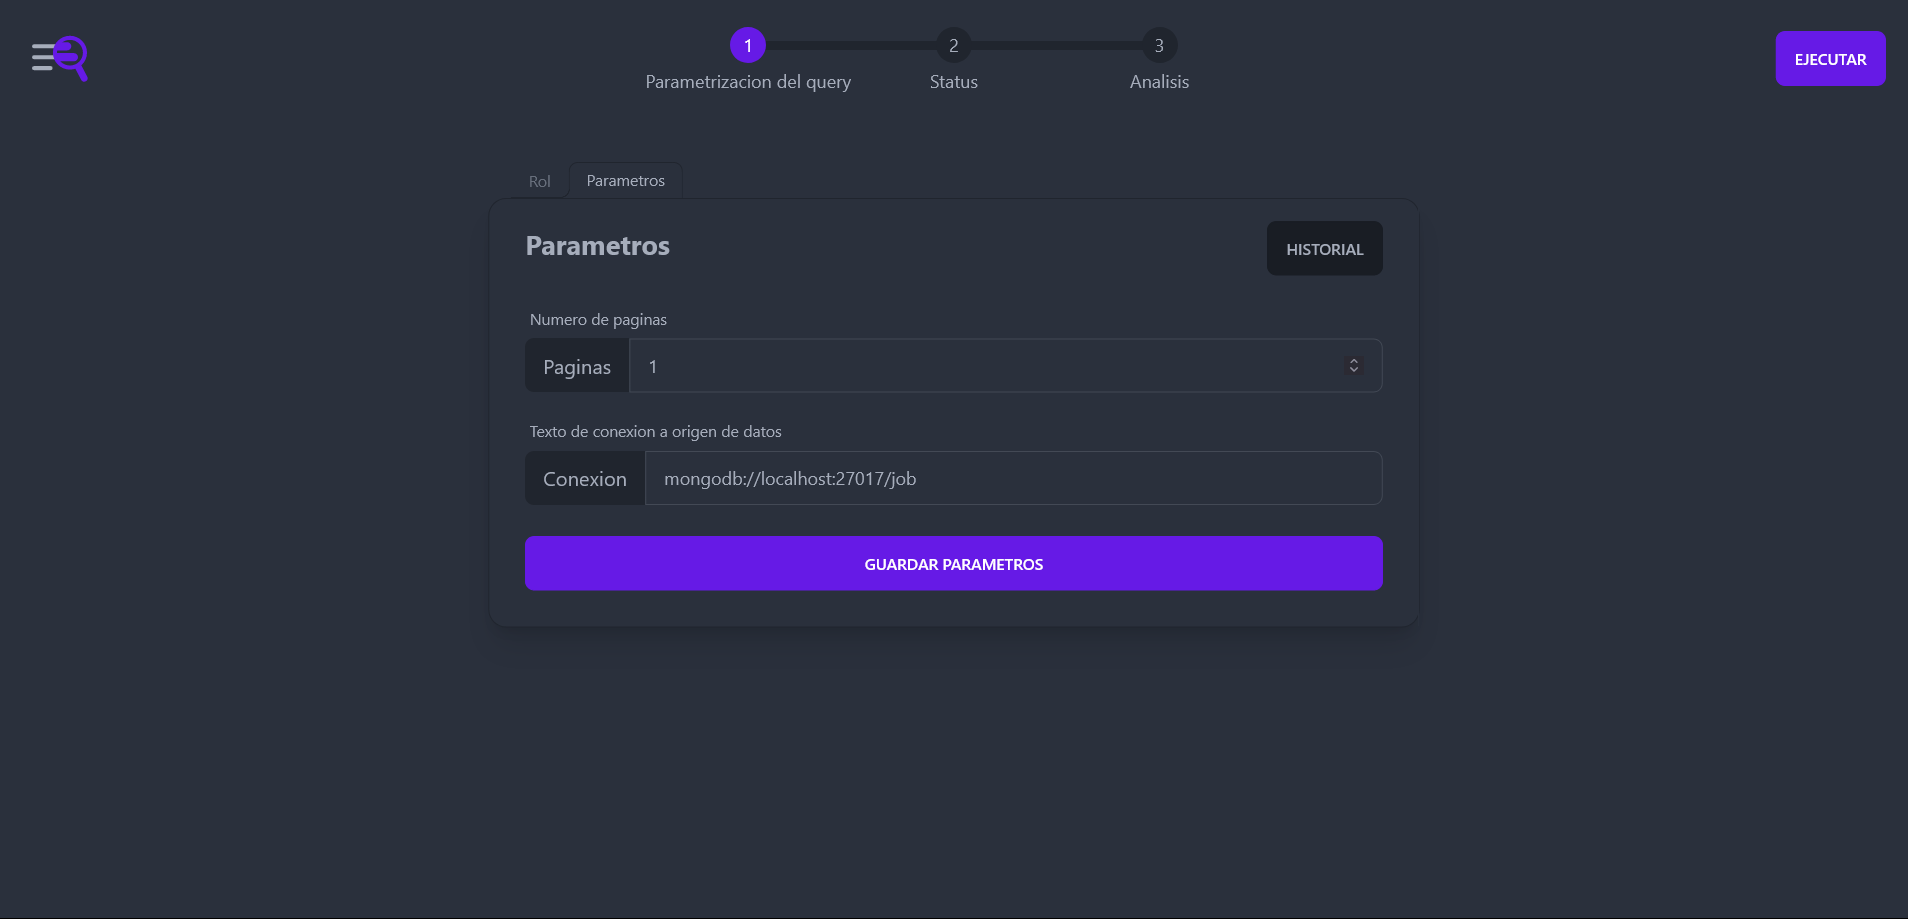 1
2
3
Parametrizacion del query
Status
Analisis
EJECUTAR
Rol
Parametros
Parametros
HISTORIAL
Numero de paginas
Paginas
1
Texto de conexion a origen de datos
Conexion
mongodb://localhost:27017/job
GUARDAR PARAMETROS